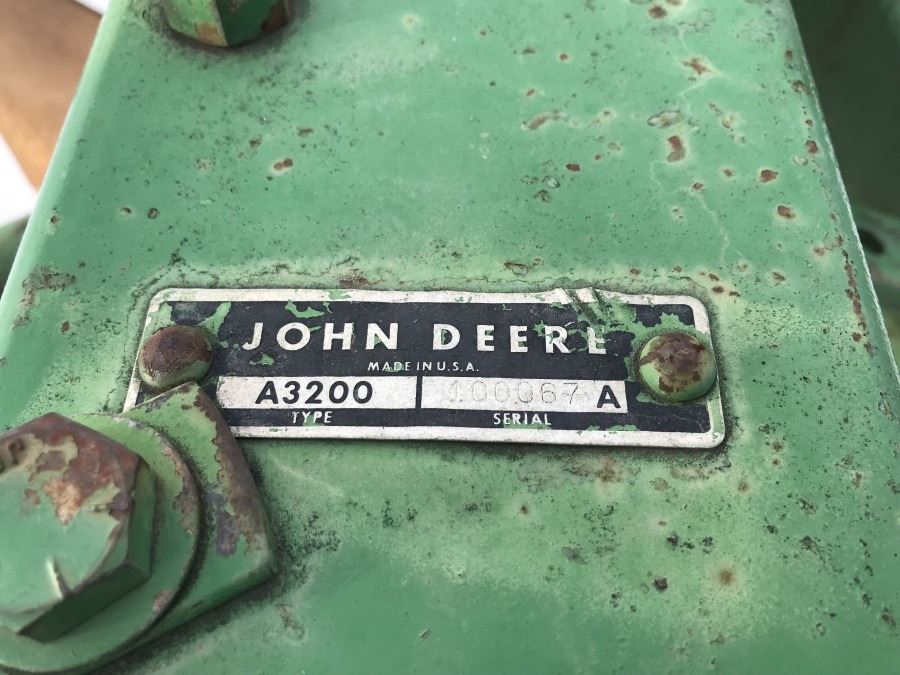 JOHN DEERE
MADE IN U.S.A.
A3200 100067 A
TYPE SERIAL